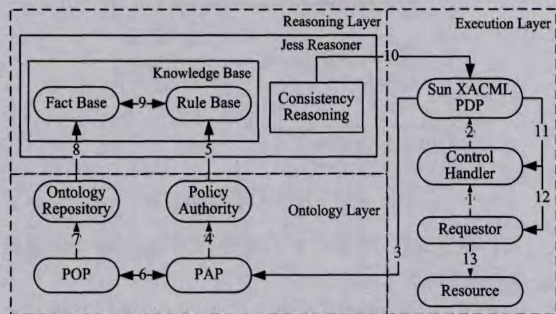 Reasoning Layer
Execution Layer
Jess Reasoner
10
Knowledge Base
Fact Base
9
Rule Base
Consistency
Reasoning
Sun XACML
PDP
8
5
2
11
Control
Handler
Ontology
Repository
Policy
Authority
Ontology Layer
1
12
7
4
3
Requestor
POP
6
PAP
13
Resource